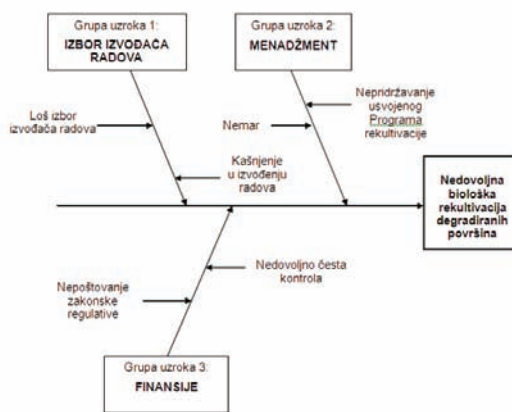 Grupa uzroka 1:
IZBOR IZVOĐAČA
RADOVA
Grupa uzroka 2:
MENADŽMENT
Loš izbor
izvođača radova
Kašnjenje
u izvođenju
radova
Nemar
Nepridržavanje
usvojenog
Programa
rekultivacije
Nedovoljna
biološka
rekultivacija
degradiranih
površina
Nepoštovanje
zakonske
regulative
Nedovoljno česta
kontrola
Grupa uzroka 3:
FINANSIJE